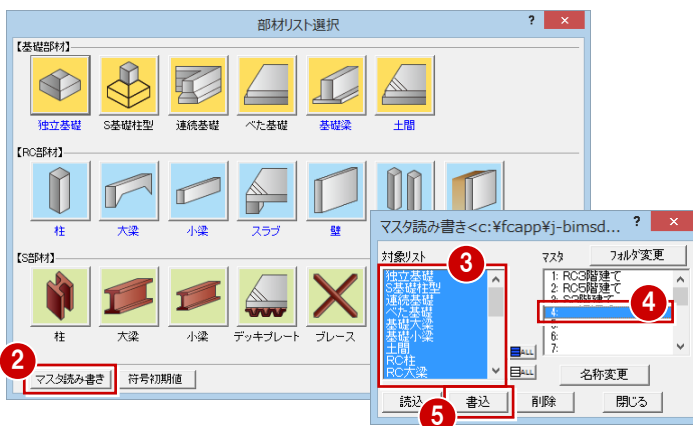 部材リスト選択
? ×
【基礎部材】
独立基礎 S基礎柱型 連続基礎 べた基礎 基礎梁 土間
【RC部材】
柱 大梁 小梁 スラブ 壁
【S部材】
柱 大梁 小梁 デッキプレート ブレース
2
マスタ読み書き 符号初期値
マスタ読み書き<c:¥fcapp¥j-bimsd... ? ×
対象リスト
3
独立基礎
S基礎柱型
連続基礎
べた基礎
基礎大梁
基礎小梁
土間
RC柱
RC大梁
マスタ フォルダ変更
1: RC3階建て
2: RC5階建て
4:
4
6:
7:
ALL
ALL
名称変更
読込 書込 削除 閉じる
5